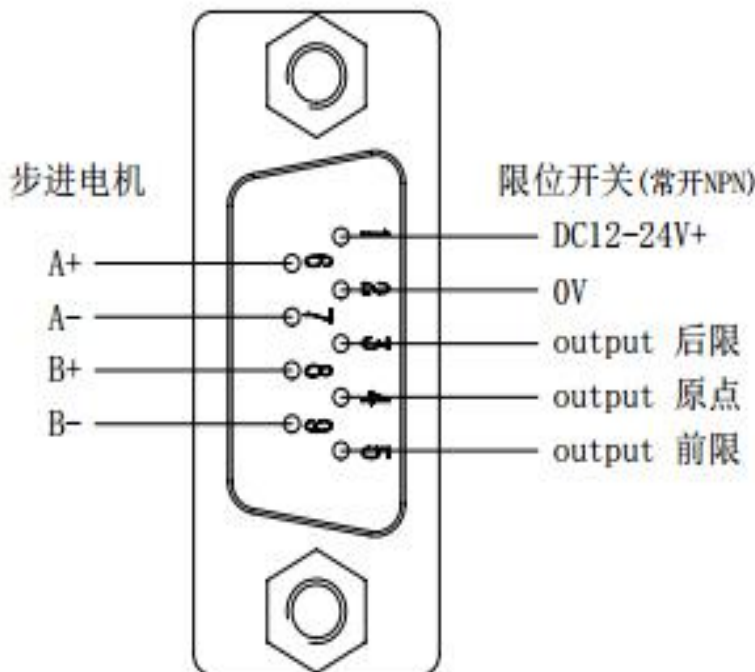 步进电机
A+
A-
B+
B-
6
7
8
9
1
2
3
4
5
限位开关(常开NPN)
DC12-24V+
0V
output 后限
output 原点
output 前限